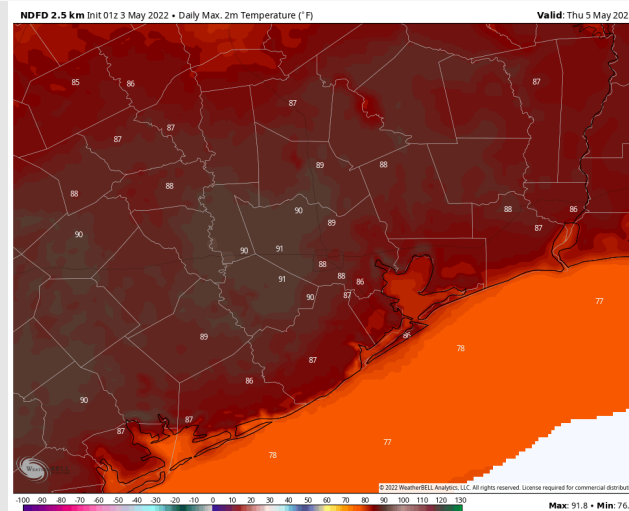 NDFD 2.5 km Init 01z 3 May 2022 • Daily Max. 2m Temperature (°F)
Valid: Thu 5 May 202
85 86 87 87
87 87
89 88
88 88
88 86
90 89 87
90
90 91
88
91 88 86
90 87 77
89 86 78
87
86
90 87
87
77
78
© 2022 WeatherBELL Analytics, LLC. All rights reserved. License required for commercial distribut
-100 -90 -80 -70 -60 -50 -40 -30 -20 -10 0 10 20 30 40 50 60 70 80 90 100 110 120 130
Max: 91.8 • Min: 76.